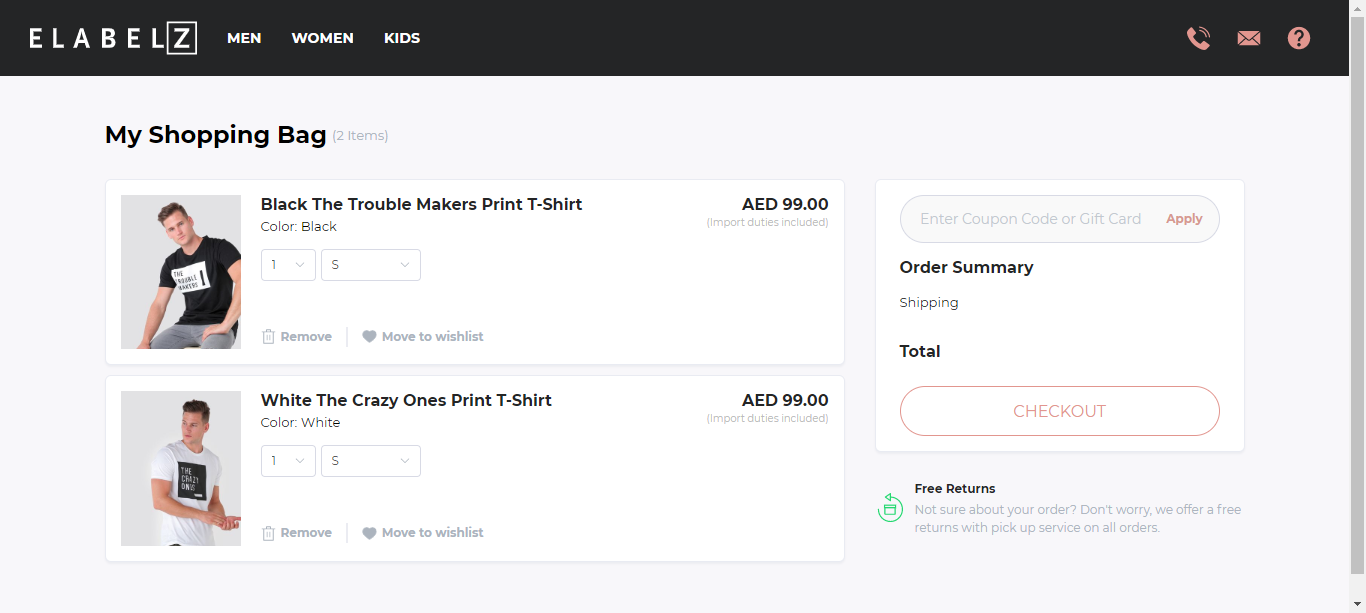 ELABELZ MEN WOMEN KIDS
My Shopping Bag (2 Items)
Black The Trouble Makers Print T-Shirt
AED 99.00
Color: Black
(Import duties included)
1
S
THE
TROUBLE
MAKERS
Remove
Move to wishlist
White The Crazy Ones Print T-Shirt
AED 99.00
Color: White
(Import duties included)
1
S
THE
CRAZY
ONES
Remove
Move to wishlist
Enter Coupon Code or Gift Card Apply
Order Summary
Shipping
Total
CHECKOUT
Free Returns
Not sure about your order? Don't worry, we offer a free
returns with pick up service on all orders.